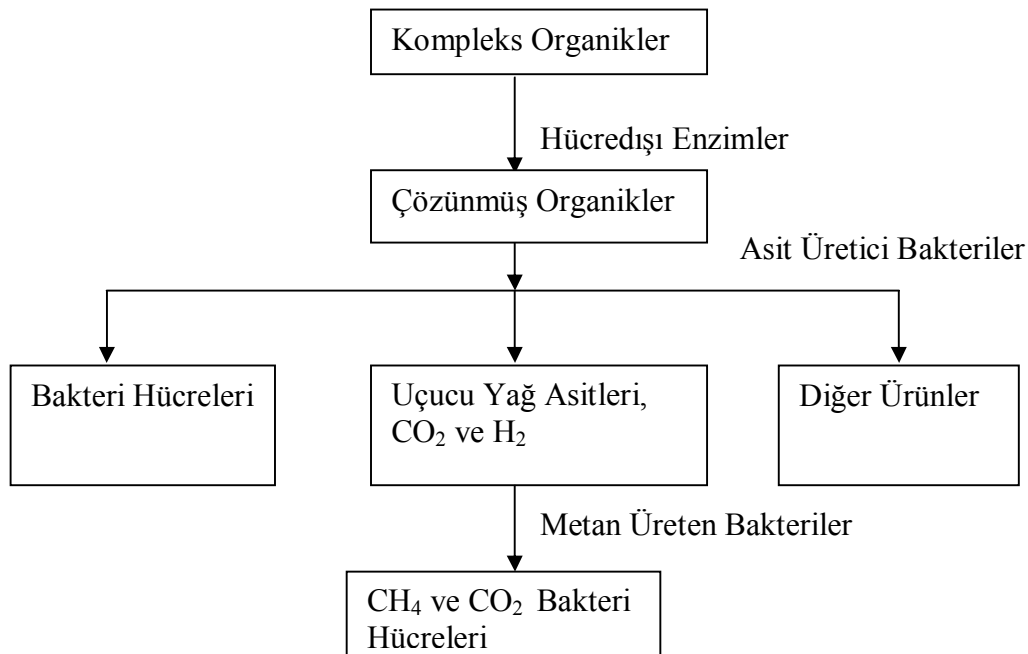 Kompleks Organikler
Hücredışı Enzimler
Çözünmüş Organikler
Asit Üretici Bakteriler
Bakteri Hücreleri
Uçucu Yağ Asitleri,
CO₂ ve H₂
Diğer Ürünler
Metan Üreten Bakteriler
CH₄ ve CO₂ Bakteri
Hücreleri